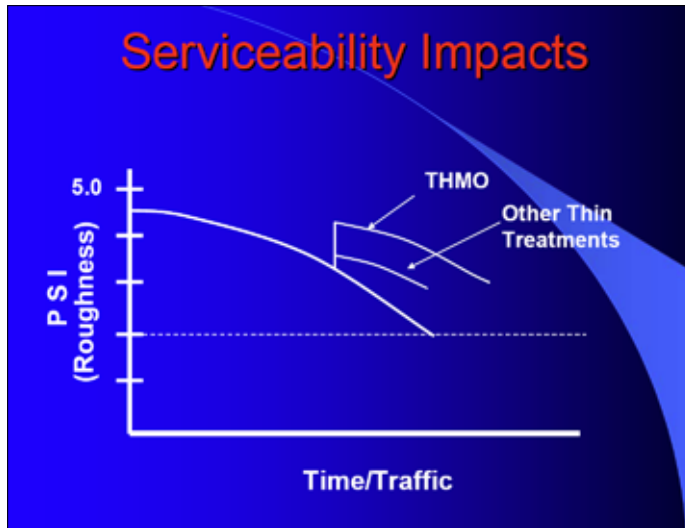 Serviceability Impacts
5.0
THMO
Other Thin
Treatments
P S I
(Roughness)
Time/Traffic